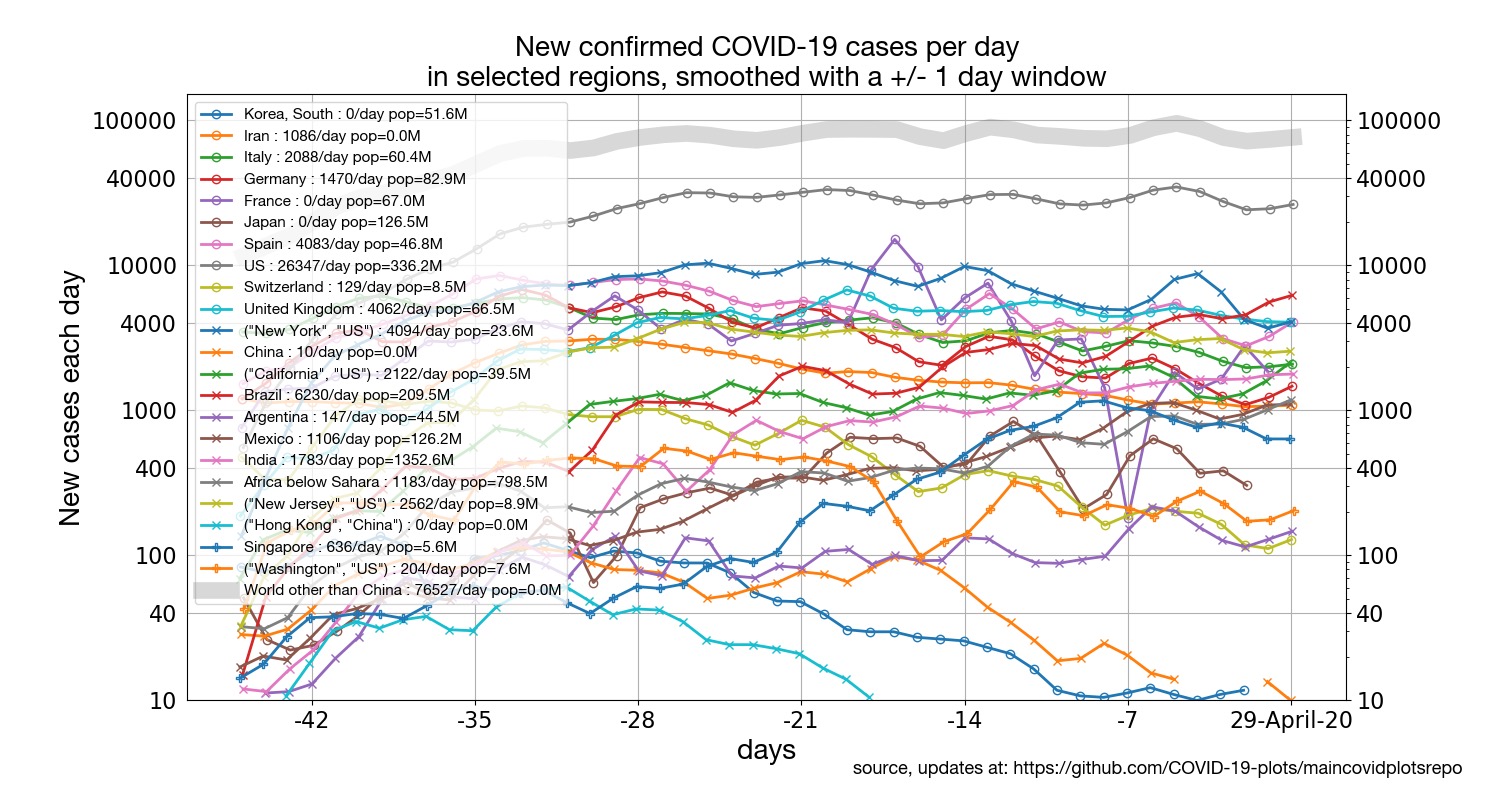 New confirmed COVID-19 cases per day
in selected regions, smoothed with a +/- 1 day window
New cases each day
100000
40000
10000
4000
1000
400
100
40
10
Korea, South : 0/day pop=51.6M
Iran : 1086/day pop=0.0M
Italy : 2088/day pop=60.4M
Germany : 1470/day pop=82.9M
France : 0/day pop=67.0M
Japan : 0/day pop=126.5M
Spain : 4083/day pop=46.8M
US : 26347/day pop=336.2M
Switzerland : 129/day pop=8.5M
United Kingdom : 4062/day pop=66.5M
("New York", "US") : 4094/day pop=23.6M
China : 10/day pop=0.0M
("California", "US") : 2122/day pop=39.5M
Brazil : 6230/day pop=209.5M
Argentina : 147/day pop=44.5M
Mexico : 1106/day pop=126.2M
India : 1783/day pop=1352.6M
Africa below Sahara : 1183/day pop=798.5M
("New Jersey", "US") : 2562/day pop=8.9M
("Hong Kong", "China") : 0/day pop=0.0M
Singapore : 636/day pop=5.6M
("Washington", "US") : 204/day pop=7.6M
World other than China : 76527/day pop=0.0M
100000
40000
10000
4000
1000
400
100
40
10
-42 -35 -28 -21 -14 -7 29-April-20
days
source, updates at: https://github.com/COVID-19-plots/maincovidplotsrepo